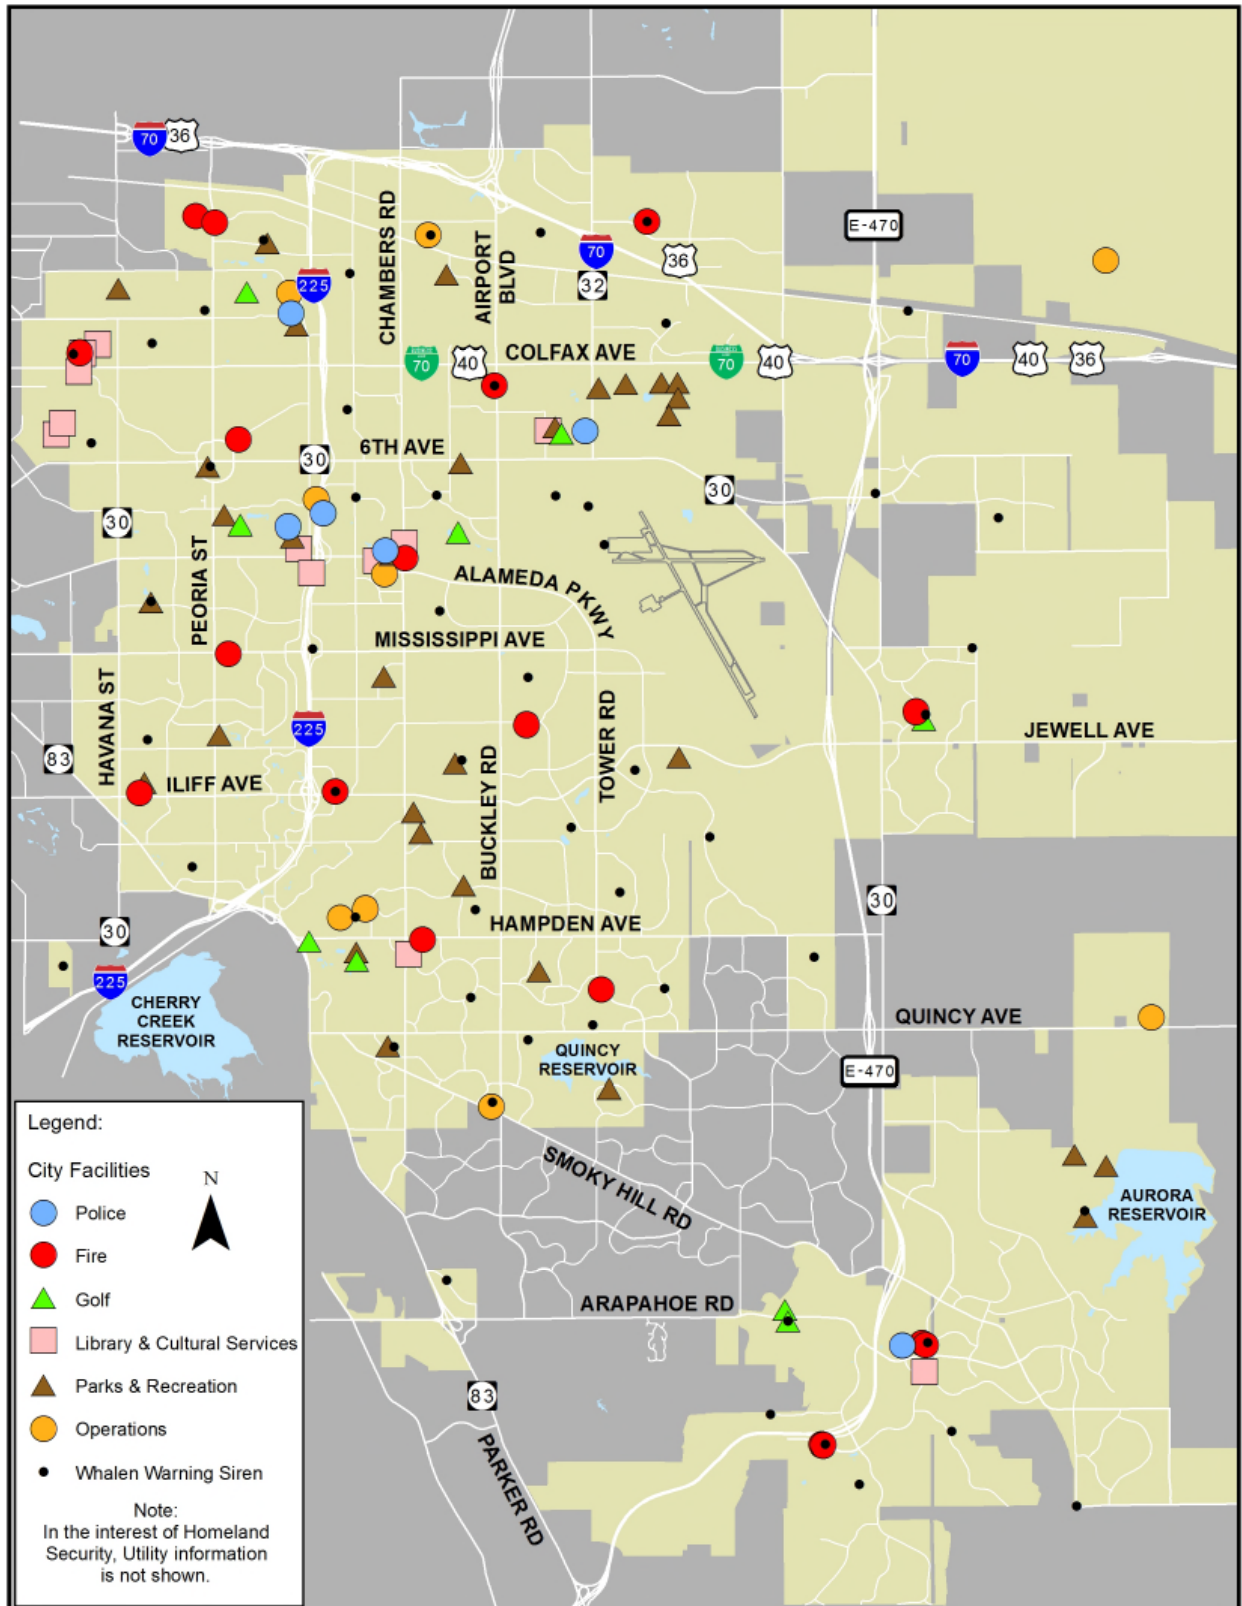 70
36
CHAMBERS RD
E-470
70
36
AIRPORT
BLVD
32
225
COLFAX AVE
70
40
70
40
70
40
36
6TH AVE
30
30
30
PEORIA ST
ALAMEDA PKWY
MISSISSIPPI AVE
HAVANA ST
225
TOWER RD
JEWELL AVE
83
ILIFF AVE
BUCKLEY RD
30
HAMPDEN AVE
30
225
CHERRY
CREEK
RESERVOIR
QUINCY AVE
QUINCY
RESERVOIR
E-470
SMOKY HILL RD
AURORA
RESERVOIR
ARAPAHOE RD
83
PARKER RD
Legend:
City Facilities
N
Police
Fire
Golf
Library & Cultural Services
Parks & Recreation
Operations
Whalen Warning Siren
Note:
In the interest of Homeland
Security, Utility information
is not shown.